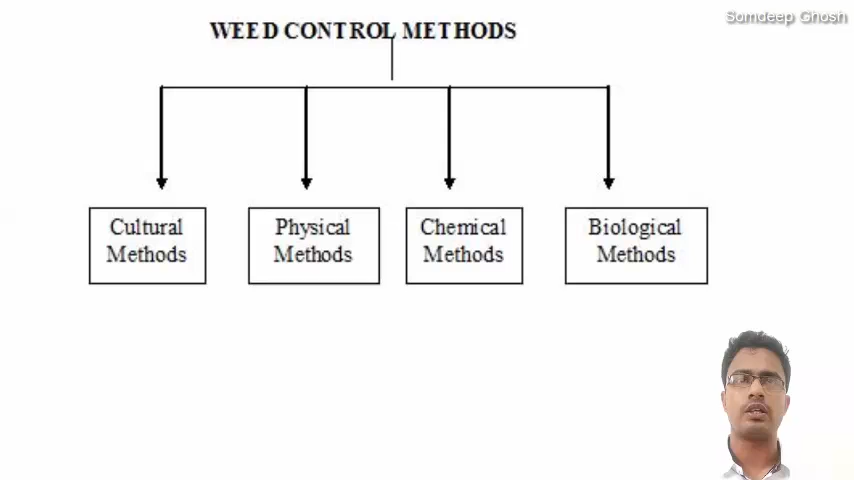 Somdeep Ghosh
WEED CONTROL METHODS
Cultural
Methods
Physical
Methods
Chemical
Methods
Biological
Methods